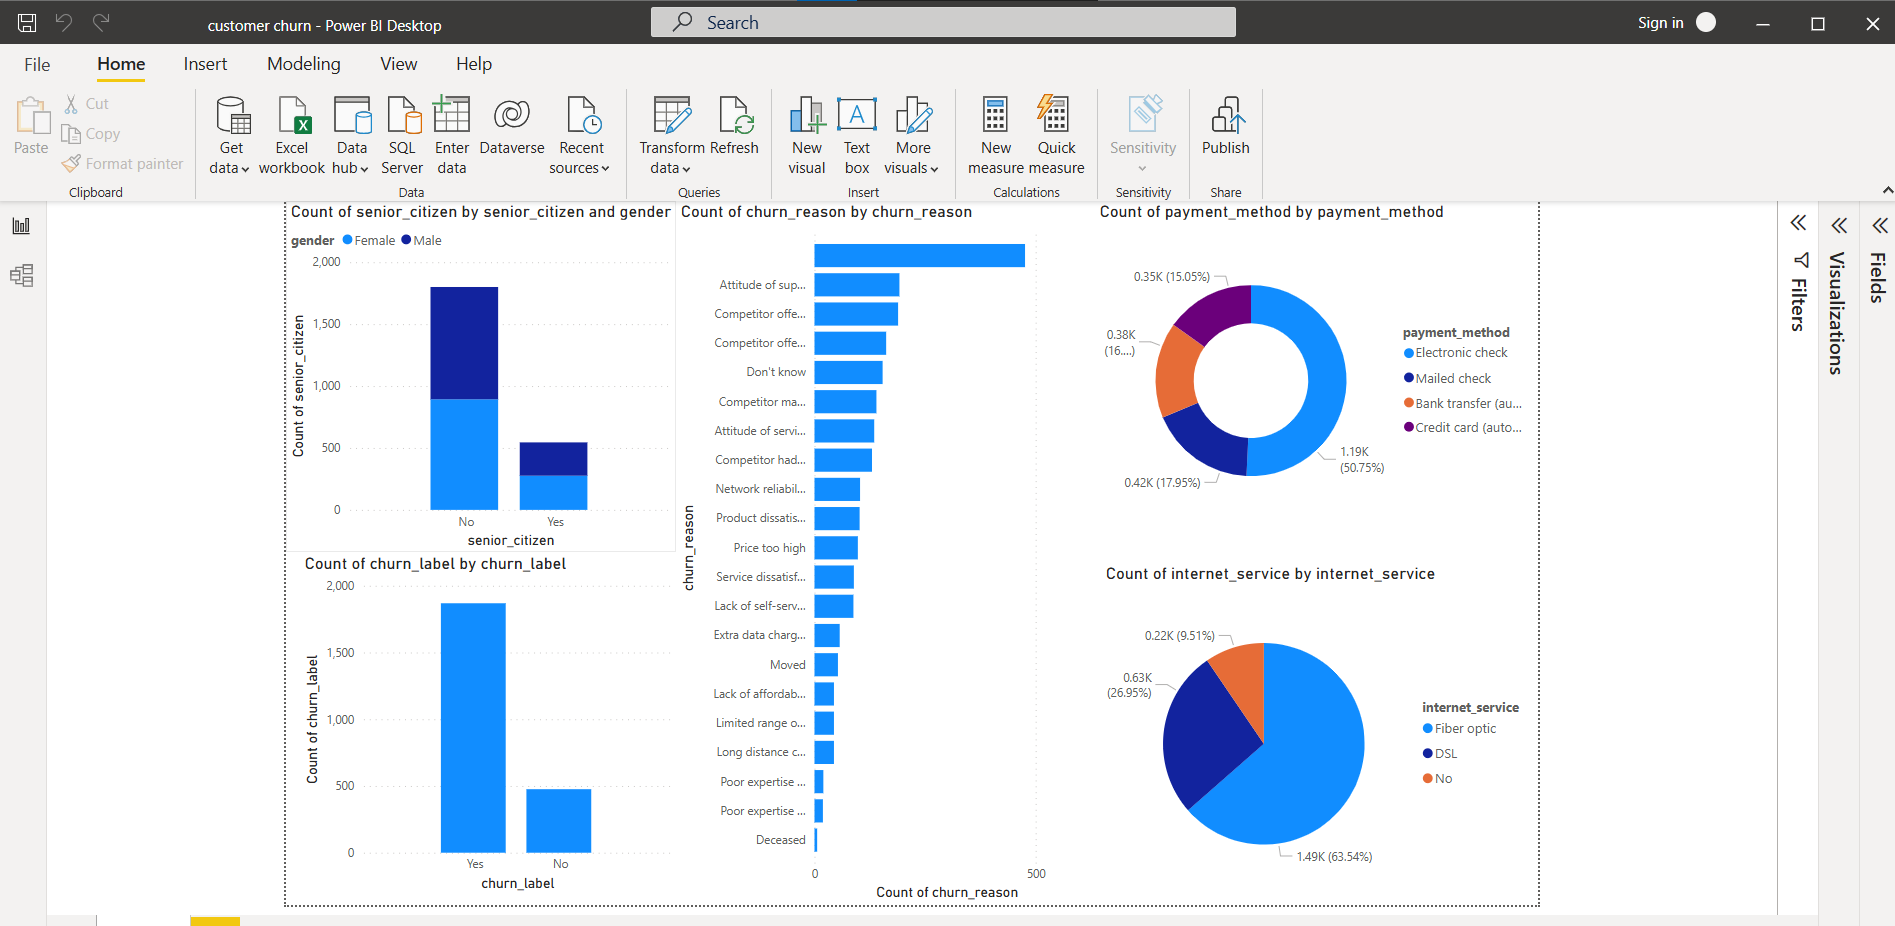 customer churn - Power BI Desktop
Search
Sign in
File
Home
Insert
Modeling
View
Help
Paste
Cut
Copy
Format painter
Clipboard
Get data
Excel workbook
Data hub
SQL Server
Enter data
Dataverse
Recent sources
Data
Transform data
Refresh
Queries
New visual
Text box
More visuals
Insert
New measure
Quick measure
Calculations
Sensitivity
Sensitivity
Publish
Share
Count of senior_citizen by senior_citizen and gender
gender Female Male
2,000
1,500
1,000
500
0
Count of senior_citizen
No
Yes
senior_citizen
Count of churn_label by churn_label
2,000
1,500
1,000
500
0
Count of churn_label
Yes
No
churn_label
Count of churn_reason by churn_reason
churn_reason
Attitude of sup...
Competitor offe...
Competitor offe...
Don't know
Competitor ma...
Attitude of servi...
Competitor had...
Network reliabil...
Product dissatis...
Price too high
Service dissatisf...
Lack of self-serv...
Extra data charg...
Moved
Lack of affordab...
Limited range o...
Long distance c...
Poor expertise ...
Poor expertise ...
Deceased
0
500
Count of churn_reason
Count of payment_method by payment_method
0.35K (15.05%)
0.38K
(16....)
0.42K (17.95%)
1.19K
(50.75%)
payment_method
Electronic check
Mailed check
Bank transfer (au...
Credit card (auto...
Count of internet_service by internet_service
0.22K (9.51%)
0.63K
(26.95%)
1.49K (63.54%)
internet_service
Fiber optic
DSL
No
Filters
Visualizations
Fields